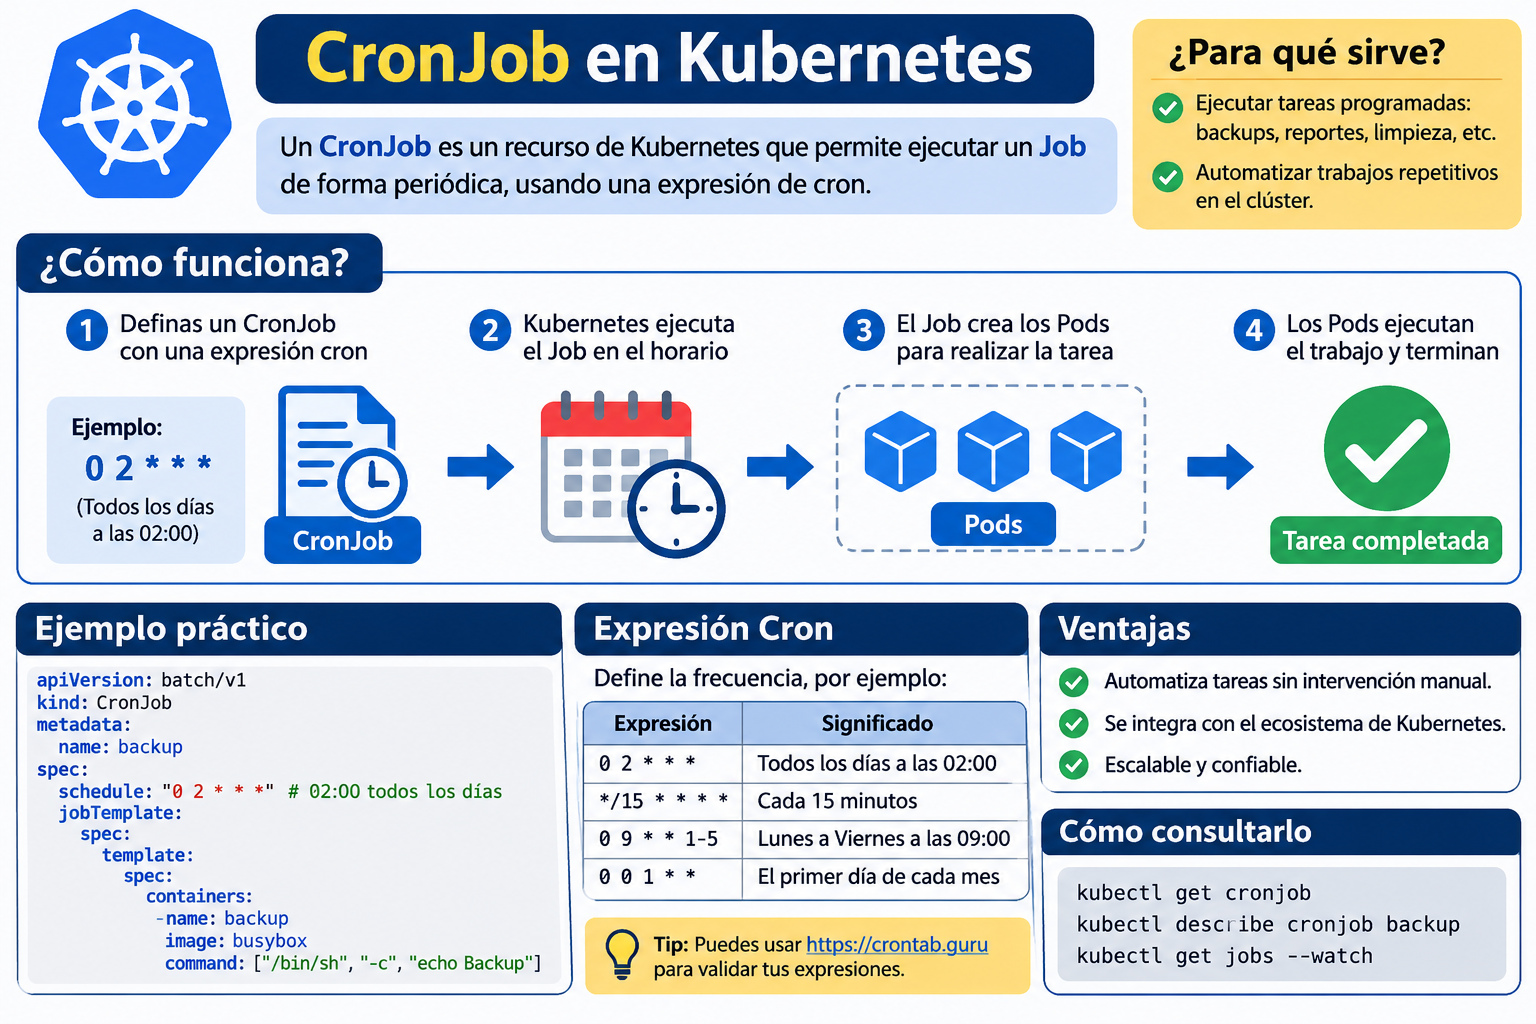 CronJob en Kubernetes
Un CronJob es un recurso de Kubernetes que permite ejecutar un Job
de forma periódica, usando una expresión de cron.
¿Para qué sirve?
Ejecutar tareas programadas:
backups, reportes, limpieza, etc.
Automatizar trabajos repetitivos
en el clúster.
¿Cómo funciona?
1 Definas un CronJob
con una expresión cron
Ejemplo:
0 2 * * *
(Todos los días
a las 02:00)
CronJob
2 Kubernetes ejecuta
el Job en el horario
3 El Job crea los Pods
para realizar la tarea
Pods
4 Los Pods ejecutan
el trabajo y terminan
Tarea completada
Ejemplo práctico
apiVersion: batch/v1
kind: CronJob
metadata:
  name: backup
spec:
  schedule: "0 2 * * *" # 02:00 todos los días
  jobTemplate:
    spec:
      template:
        spec:
          containers:
           -name: backup
            image: busybox
            command: ["/bin/sh", "-c", "echo Backup"]
Expresión Cron
Define la frecuencia, por ejemplo:
Expresión Significado
0 2 * * * Todos los días a las 02:00
*/15 * * * * Cada 15 minutos
0 9 * * 1-5 Lunes a Viernes a las 09:00
0 0 1 * * El primer día de cada mes
Tip: Puedes usar https://crontab.guru
para validar tus expresiones.
Ventajas
Automatiza tareas sin intervención manual.
Se integra con el ecosistema de Kubernetes.
Escalable y confiable.
Cómo consultarlo
kubectl get cronjob
kubectl describe cronjob backup
kubectl get jobs --watch